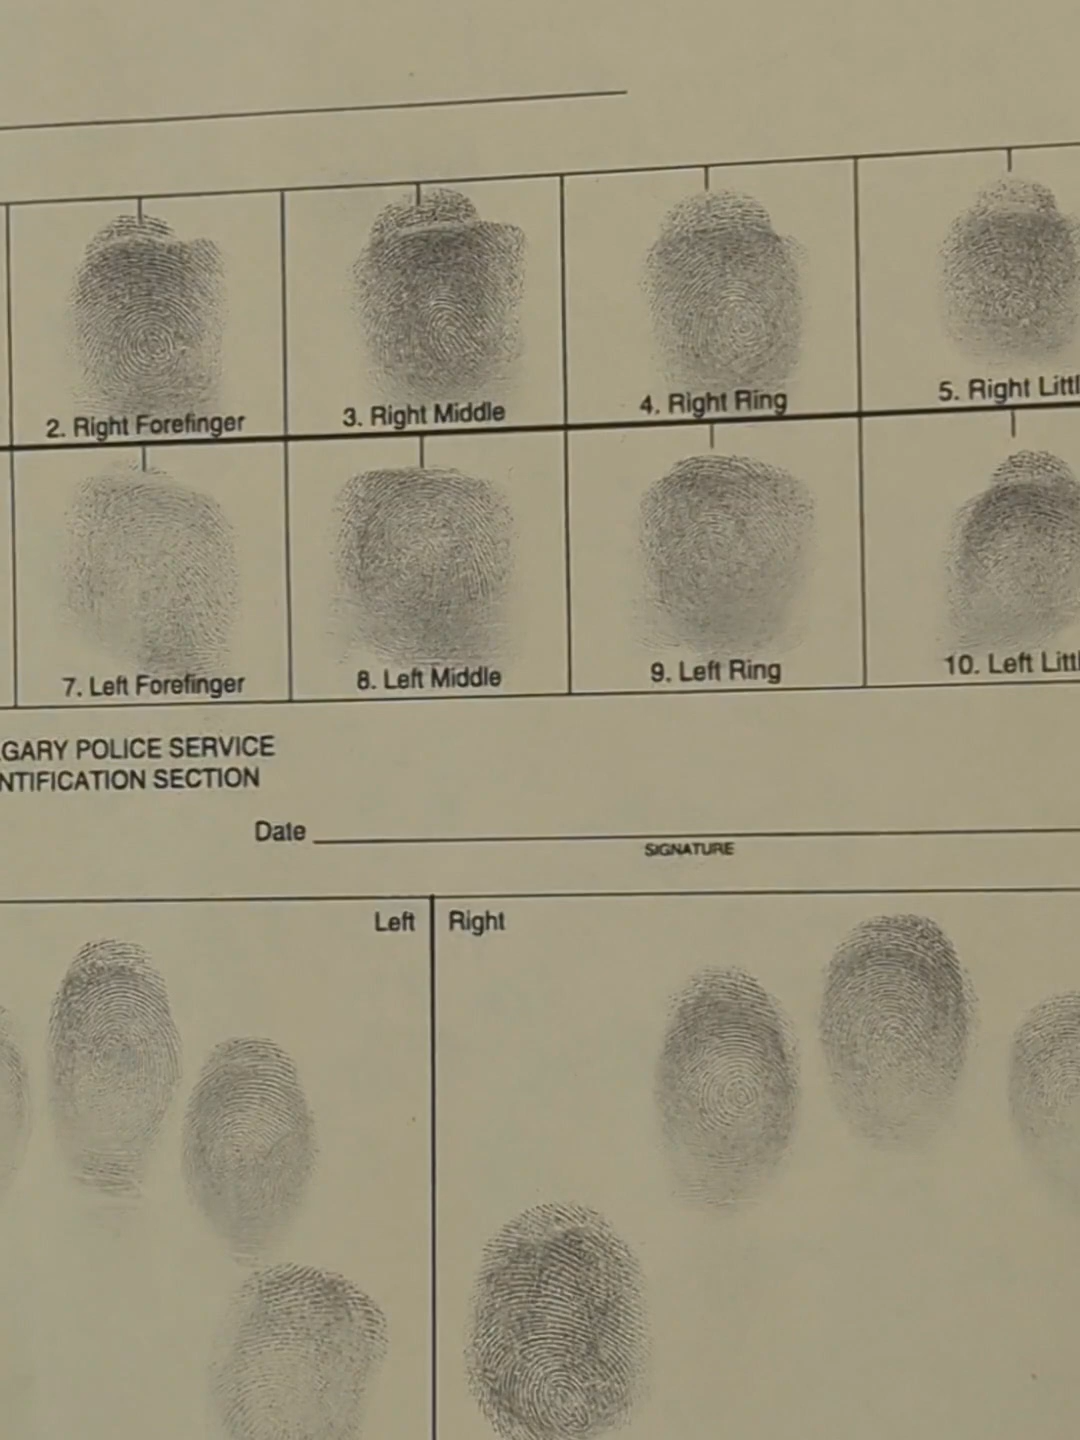 2. Right Forefinger
3. Right Middle
4. Right Ring
5. Right Littl
7. Left Forefinger
8. Left Middle
9. Left Ring
10. Left Littl
GARY POLICE SERVICE
NTIFICATION SECTION
Date
SIGNATURE
Left
Right